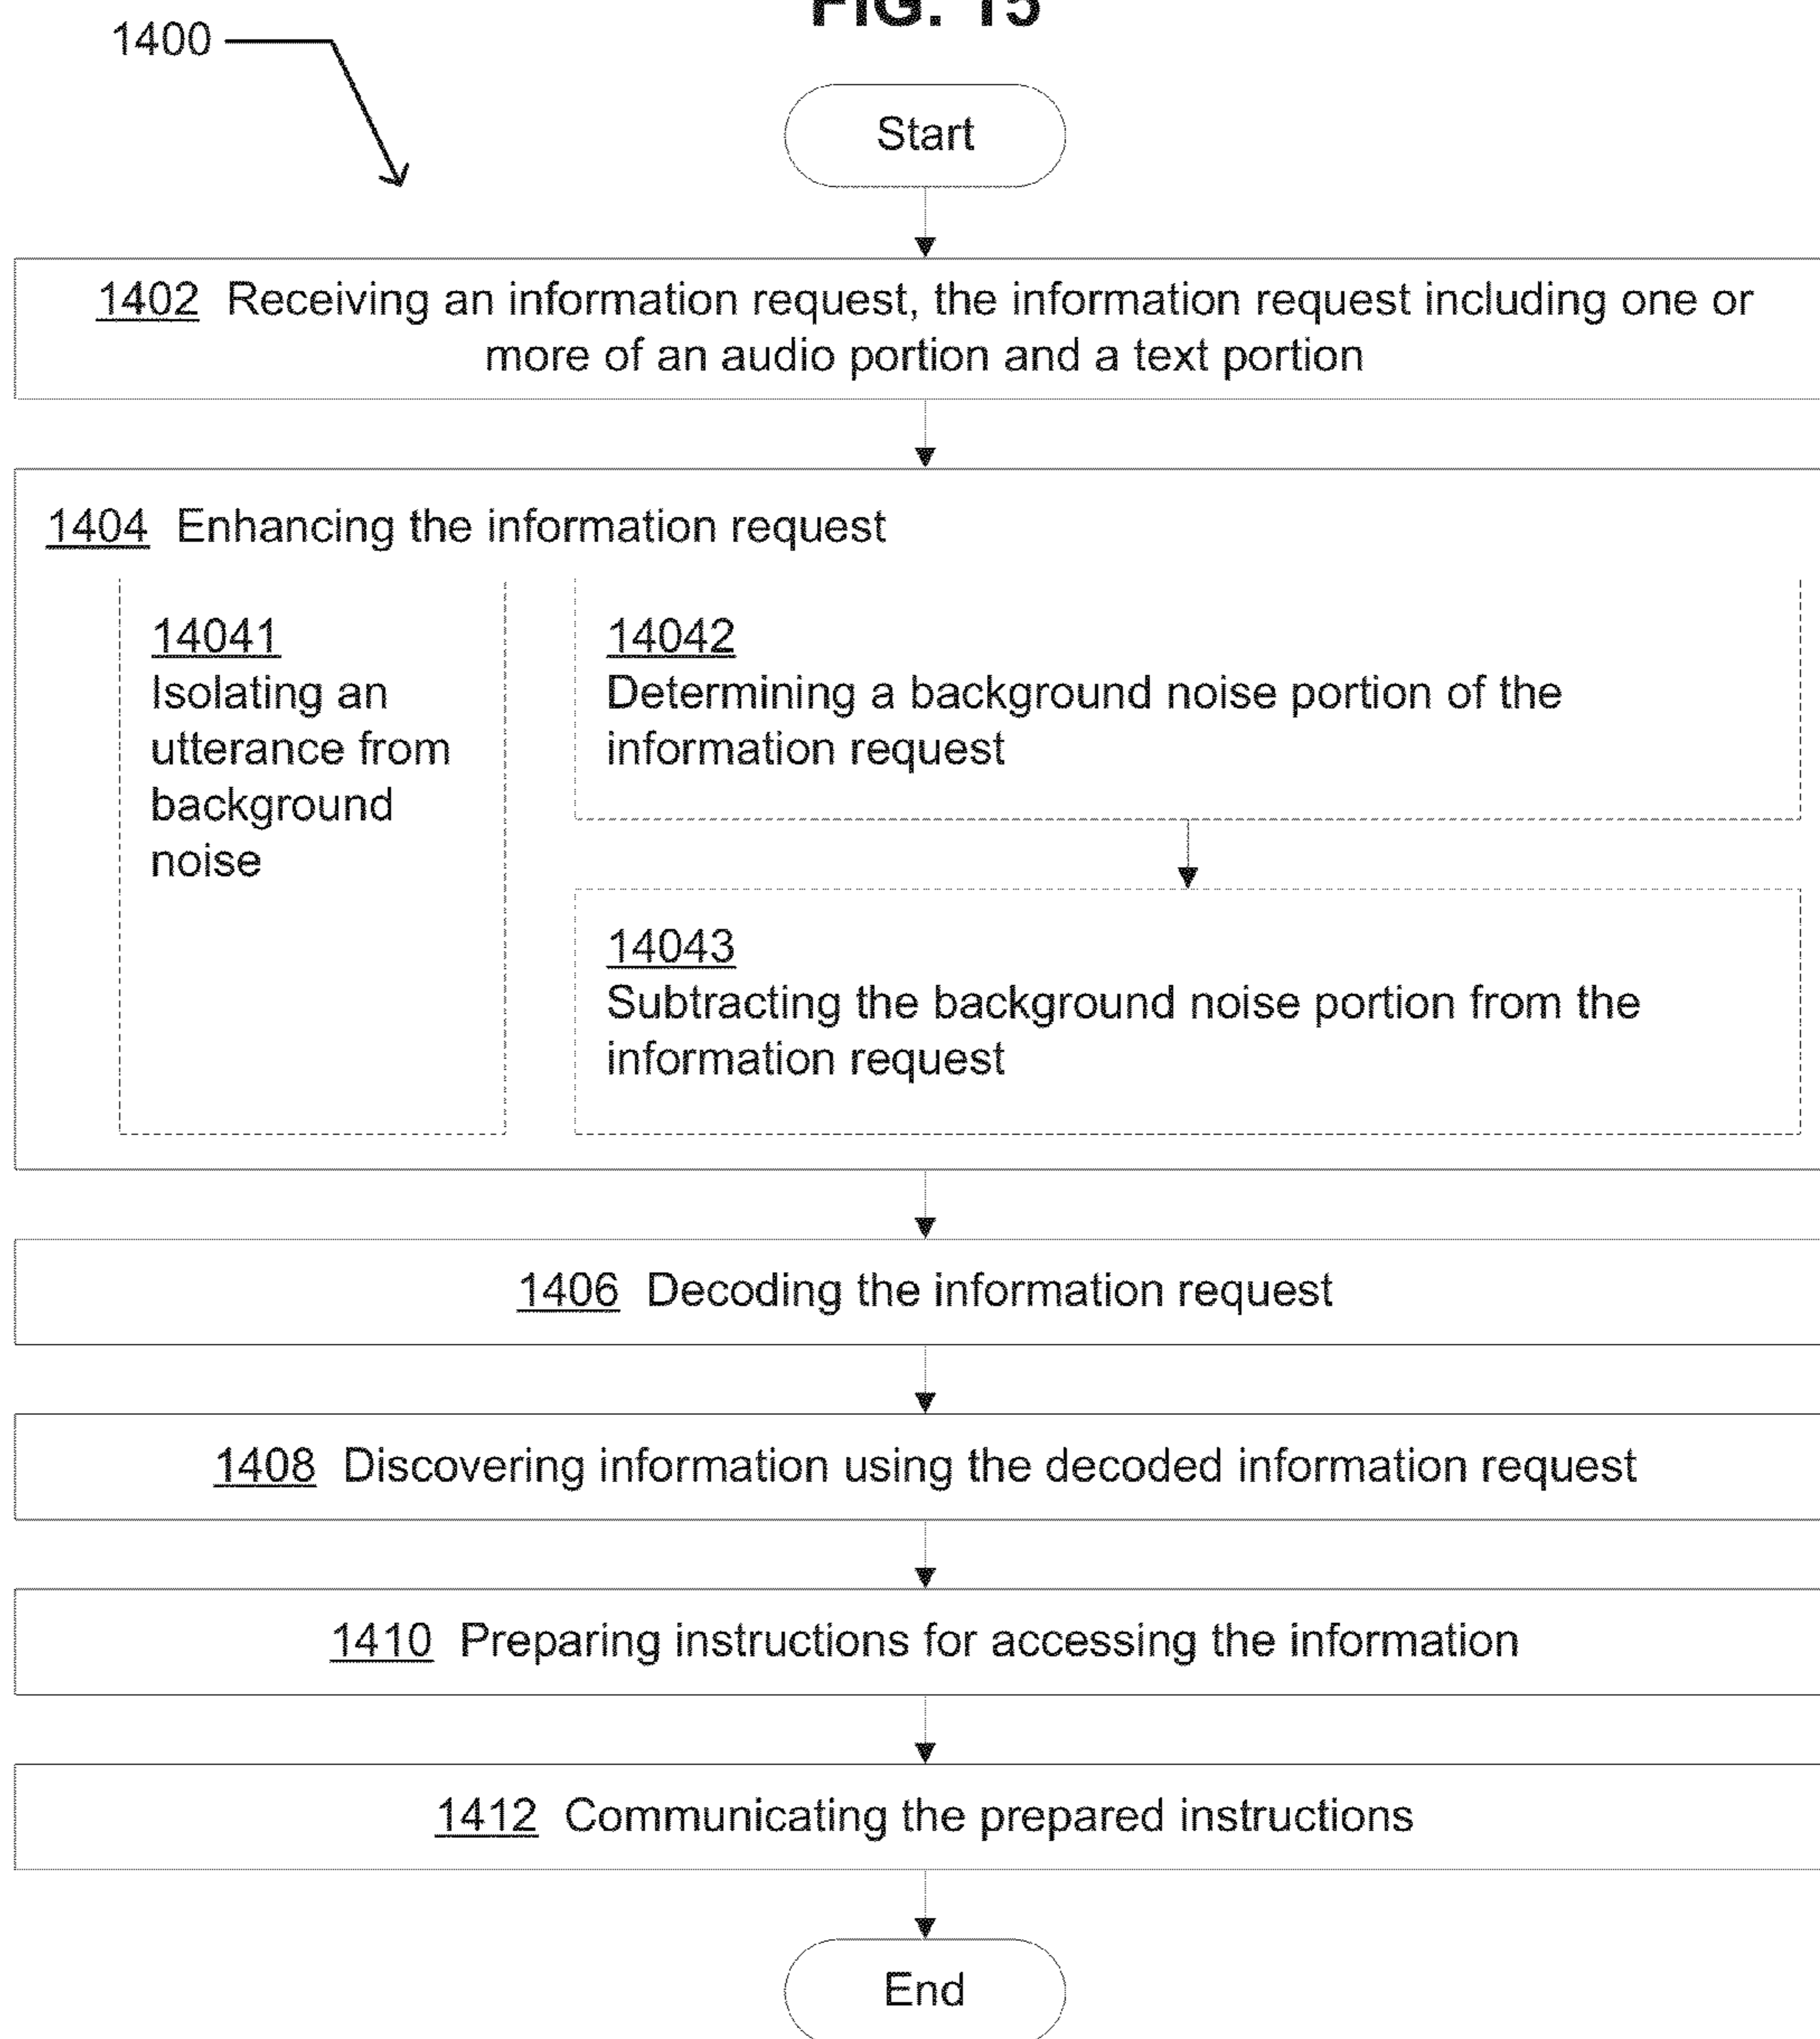 FIG. 15
1400
Start
1402 Receiving an information request, the information request including one or
more of an audio portion and a text portion
1404 Enhancing the information request
14041
Isolating an
utterance from
background
noise
14042
Determining a background noise portion of the
information request
14043
Subtracting the background noise portion from the
information request
1406 Decoding the information request
1408 Discovering information using the decoded information request
1410 Preparing instructions for accessing the information
1412 Communicating the prepared instructions
End